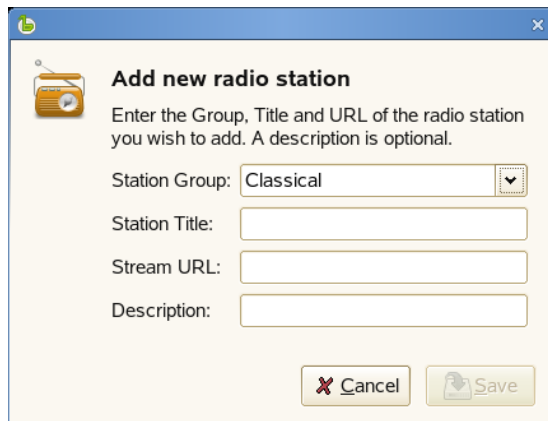 Add new radio station
Enter the Group, Title and URL of the radio station
you wish to add. A description is optional.
Station Group: Classical
Station Title:
Stream URL:
Description:
Cancel Save